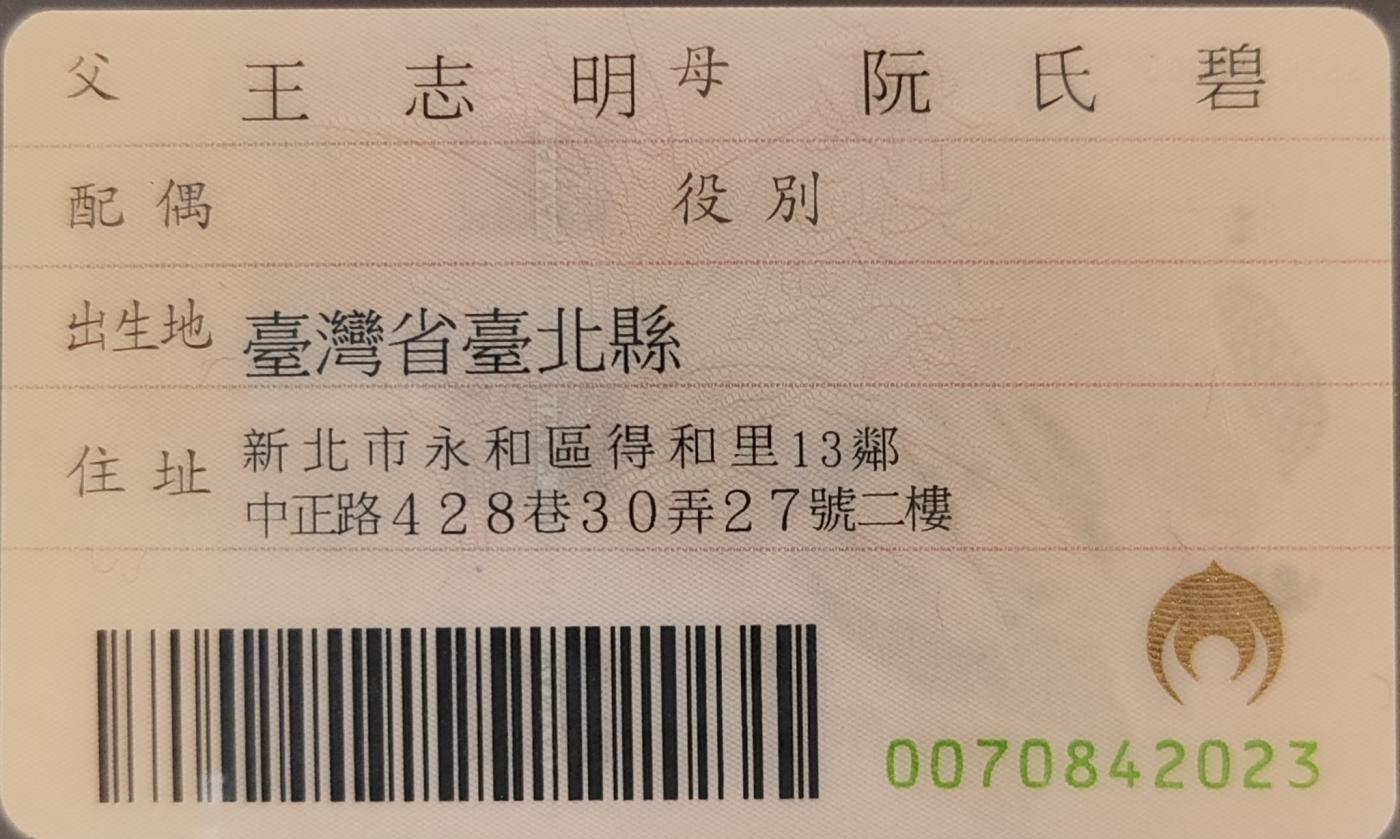 父 王志明 母 阮氏碧
配偶 役別
出生地 臺灣省臺北縣
住址 新北市永和區得和里13鄰
中正路428巷30弄27號二樓
0070842023